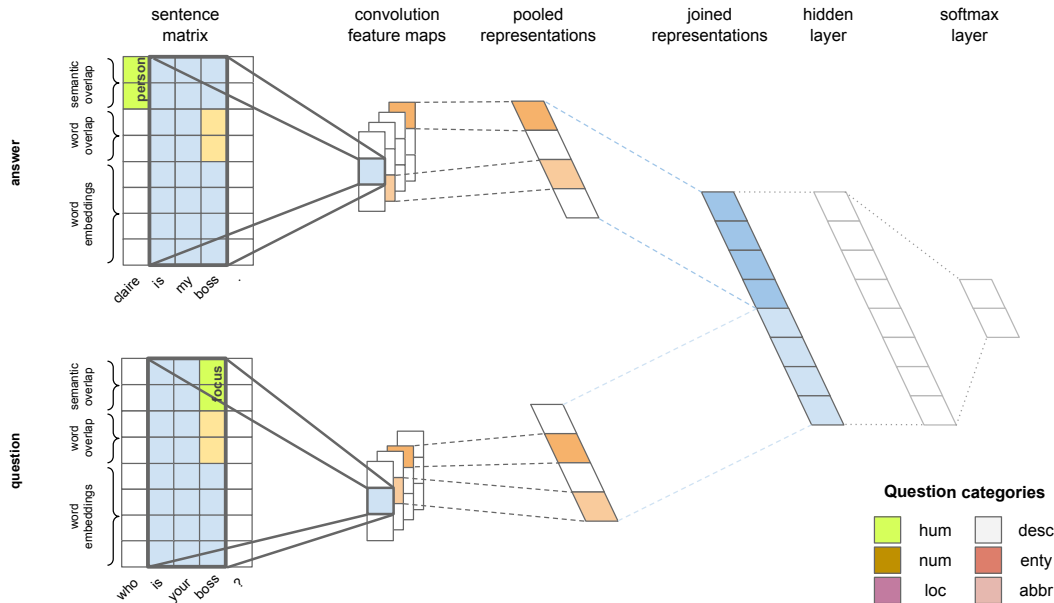 sentence
matrix
convolution
feature maps
pooled
representations
joined
representations
hidden
layer
softmax
layer
answer
semantic
overlap
word
overlap
word
embeddings
person
claire is my boss .
question
semantic
overlap
word
overlap
word
embeddings
focus
who is your boss ?
Question categories
hum desc
num enty
loc abbr